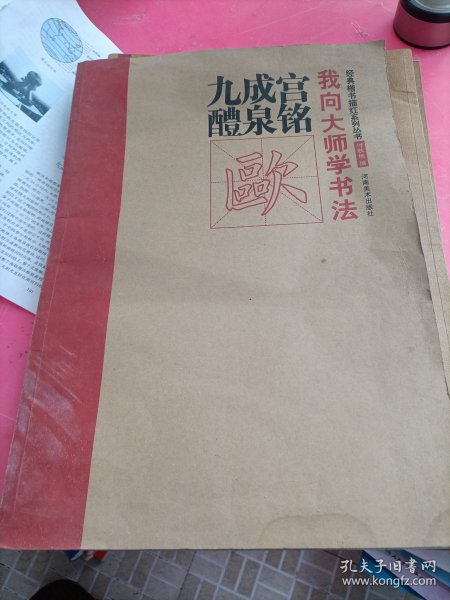 经典楷书描红系列丛书
河南美术出版社
我向大师学书法
九成宫
醴泉铭
歐
孔夫子旧书网
www.kongfz.com